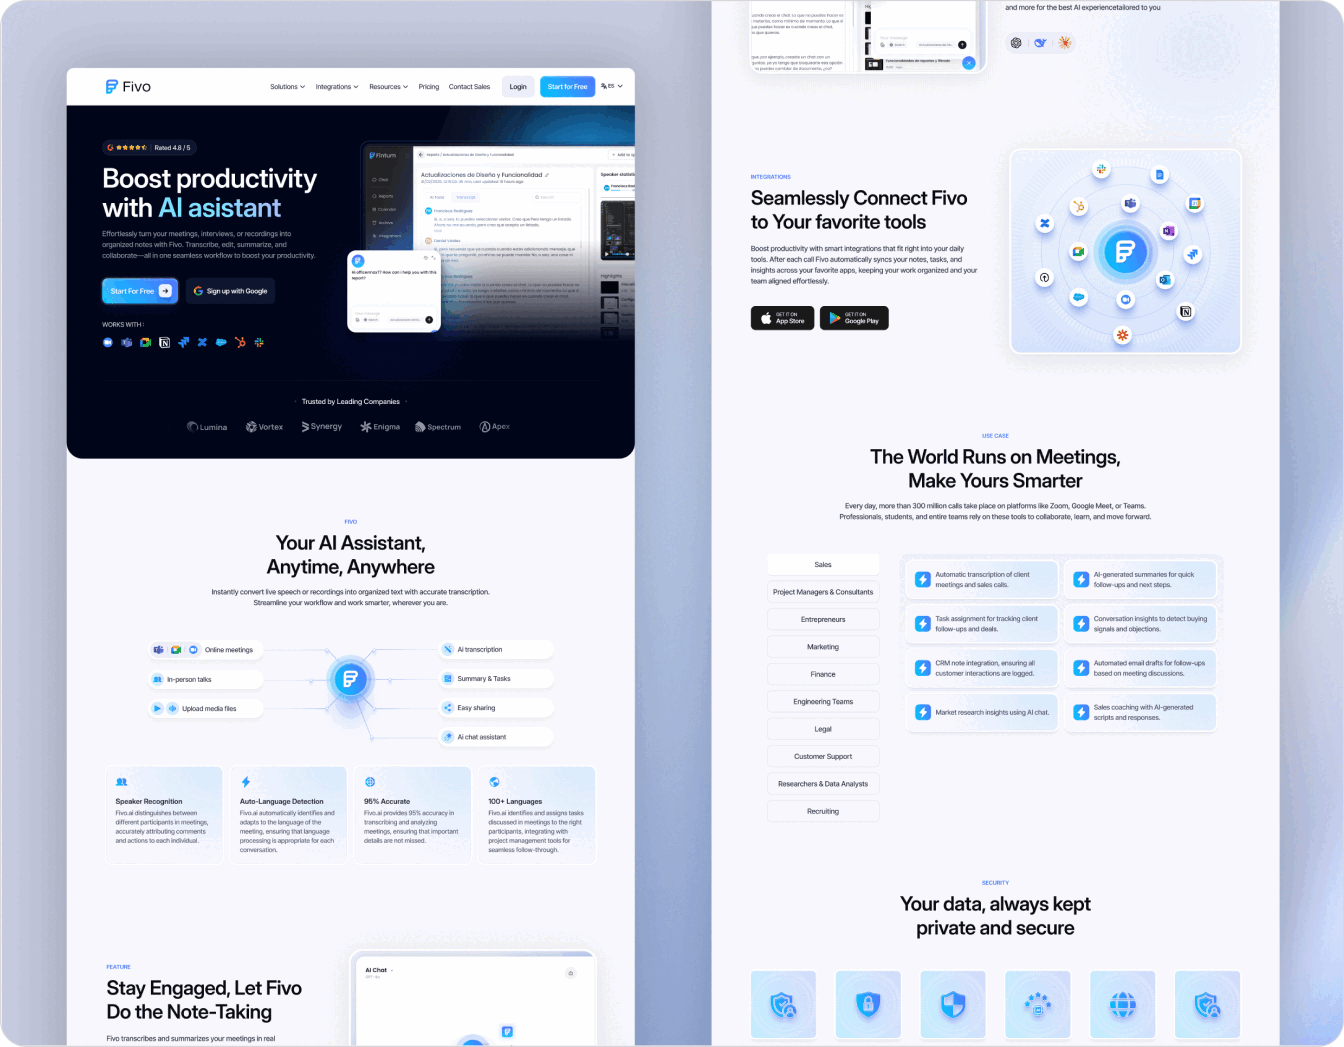 Fivo
Solutions
Integrations
Resources
Pricing
Contact Sales
Login
Start for Free
ES
Rated 4.8 / 5
Boost productivity
with AI asistant
Effortlessly turn your meetings, interviews, or recordings into
organized notes with Fivo. Transcribe, edit, summarize, and
collaborate—all in one seamless workflow to boost your productivity.
Start For Free
Sign up with Google
WORKS WITH :
Fintum
Chat
Reports
Calendar
Integrations
Actualizaciones de Diseño y Funcionalidad
Speaker statistics
Transcript
Search
Francisco Rodriguez
Highlights
report?
Trusted by Leading Companies
Lumina
Vortex
Synergy
Enigma
Spectrum
Apex
FIVO
Your AI Assistant,
Anytime, Anywhere
Instantly convert live speech or recordings into organized text with accurate transcription.
Streamline your workflow and work smarter, wherever you are.
Online meetings
In-person talks
Upload media files
Ai transcription
Summary & Tasks
Easy sharing
Ai chat assistant
Speaker Recognition
Fivo.ai distinguishes between
different participants in meetings,
accurately attributing comments
and actions to each individual.
Auto-Language Detection
Fivo.ai automatically identifies and
adapts to the language of the
meeting, ensuring that language
processing is appropriate for each
conversation.
95% Accurate
Fivo.ai provides 95% accuracy in
transcribing and analyzing
meetings, ensuring that important
details are not missed.
100+ Languages
Fivo.ai identifies and assigns tasks
discussed in meetings to the right
participants, integrating with
project management tools for
seamless follow-through.
FEATURE
Stay Engaged, Let Fivo
Do the Note-Taking
Fivo transcribes and summarizes your meetings in real
AI Chat
and more for the best AI experiencetailored to you
INTEGRATIONS
Seamlessly Connect Fivo
to Your favorite tools
Boost productivity with smart integrations that fit right into your daily
tools. After each call Fivo automatically syncs your notes, tasks, and
insights across your favorite apps, keeping your work organized and your
team aligned effortlessly.
GET IT ON
App Store
GET IT ON
Google Play
USE CASE
The World Runs on Meetings,
Make Yours Smarter
Every day, more than 300 million calls take place on platforms like Zoom, Google Meet, or Teams.
Professionals, students, and entire teams rely on these tools to collaborate, learn, and move forward.
Sales
Project Managers & Consultants
Entrepreneurs
Marketing
Finance
Engineering Teams
Legal
Customer Support
Researchers & Data Analysts
Recruiting
Automatic transcription of client
meetings and sales calls.
AI-generated summaries for quick
follow-ups and next steps.
Task assignment for tracking client
follow-ups and deals.
Conversation insights to detect buying
signals and objections.
CRM note integration, ensuring all
customer interactions are logged.
Automated email drafts for follow-ups
based on meeting discussions.
Market research insights using AI chat.
Sales coaching with AI-generated
scripts and responses.
SECURITY
Your data, always kept
private and secure